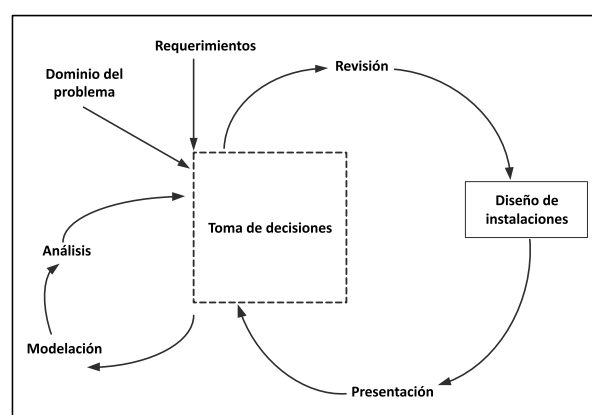 Requerimientos
Revisión
Dominio del
problema
Diseño de
instalaciones
Toma de decisiones
Análisis
Modelación
Presentación